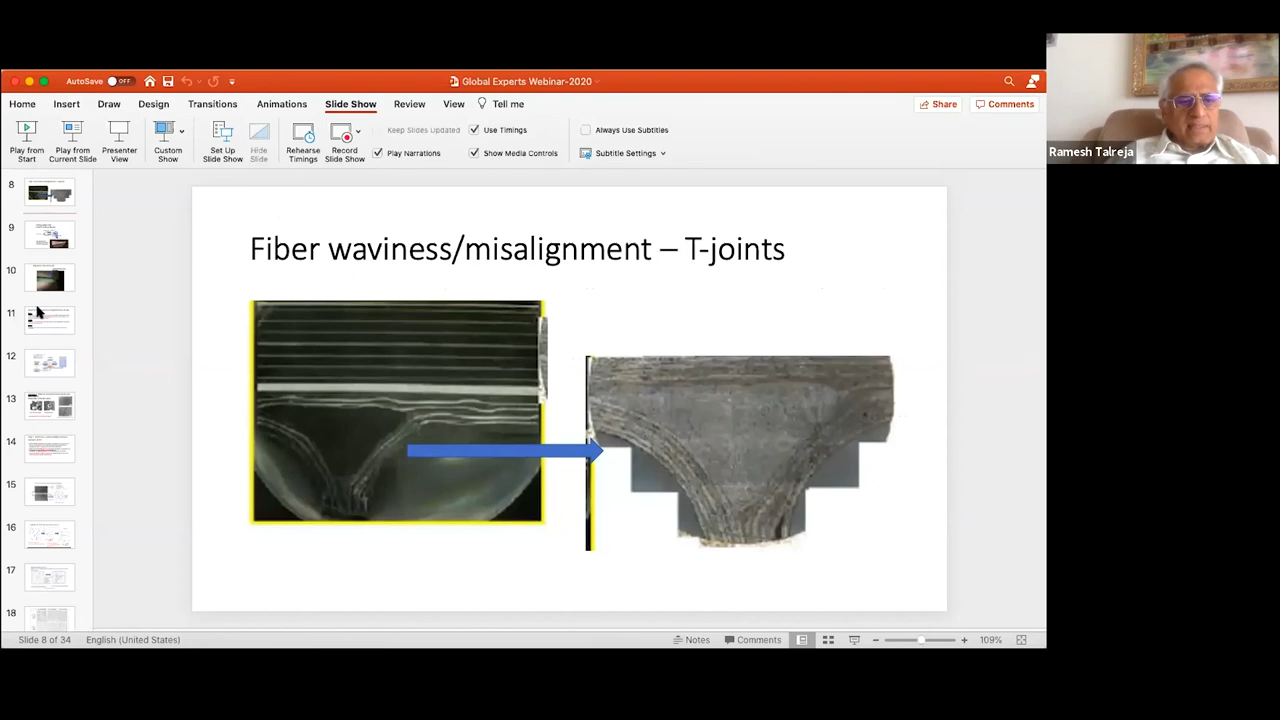 AutoSave OFF
Global Experts Webinar-2020
Home Insert Draw Design Transitions Animations Slide Show Review View Tell me
Share Comments
Play from Start
Play from Current Slide
Presenter View
Custom Show
Set Up Slide Show
Hide Slide
Rehearse Timings
Record Slide Show
Keep Slides Updated
Use Timings
Play Narrations
Show Media Controls
Always Use Subtitles
Subtitle Settings
Ramesh Talreja
8
9
10
11
12
13
14
15
16
17
18
Fiber waviness/misalignment – T-joints
Slide 8 of 34
English (United States)
Notes
Comments
109%